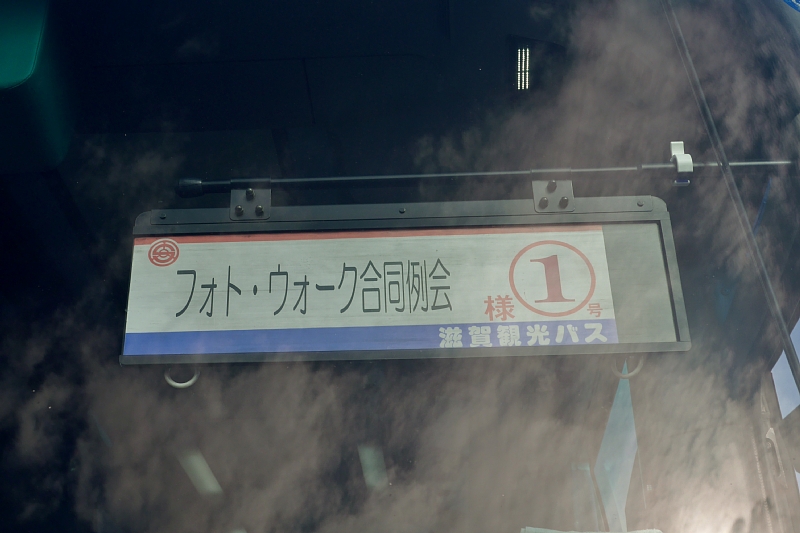 フォト・ウォーク合同例会
様 1 号
滋賀観光バス